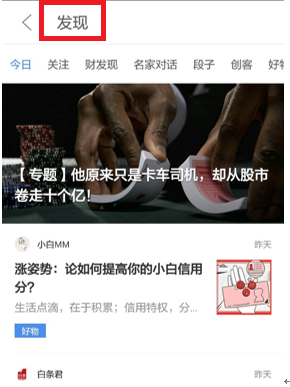 发现
今日 关注 财发现 名家对话 段子 创客 好物
【专题】他原来只是卡车司机，却从股市
卷走十个亿！
小白MM 昨天
涨姿势：论如何提高你的小白信用
分？
生活点滴，在于积累；信用特权，分...
好物
白条君 昨天